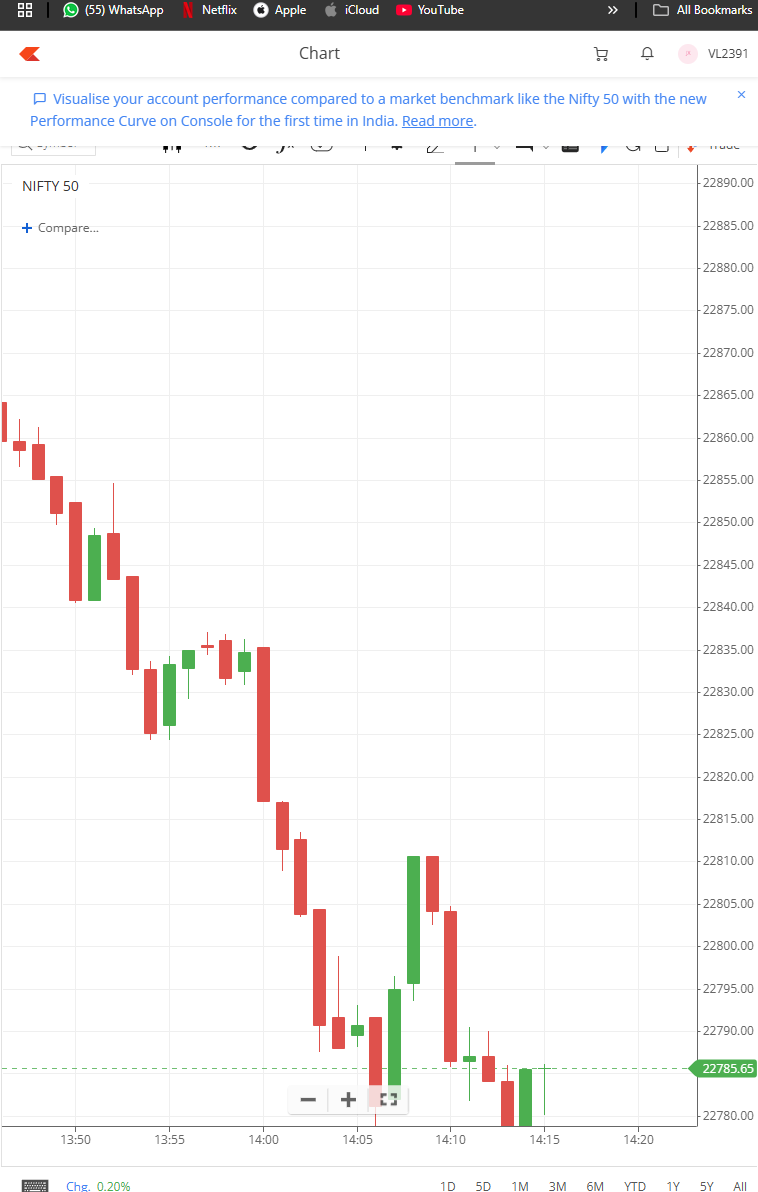 (55) WhatsApp Netflix Apple iCloud YouTube » All Bookmarks
Chart VL2391
Visualise your account performance compared to a market benchmark like the Nifty 50 with the new
Performance Curve on Console for the first time in India. Read more.
NIFTY 50
+ Compare...
22890.00
22885.00
22880.00
22875.00
22870.00
22865.00
22860.00
22855.00
22850.00
22845.00
22840.00
22835.00
22830.00
22825.00
22820.00
22815.00
22810.00
22805.00
22800.00
22795.00
22790.00
22785.65
22780.00
13:50 13:55 14:00 14:05 14:10 14:15 14:20
Chg. 0.20% 1D 5D 1M 3M 6M YTD 1Y 5Y All